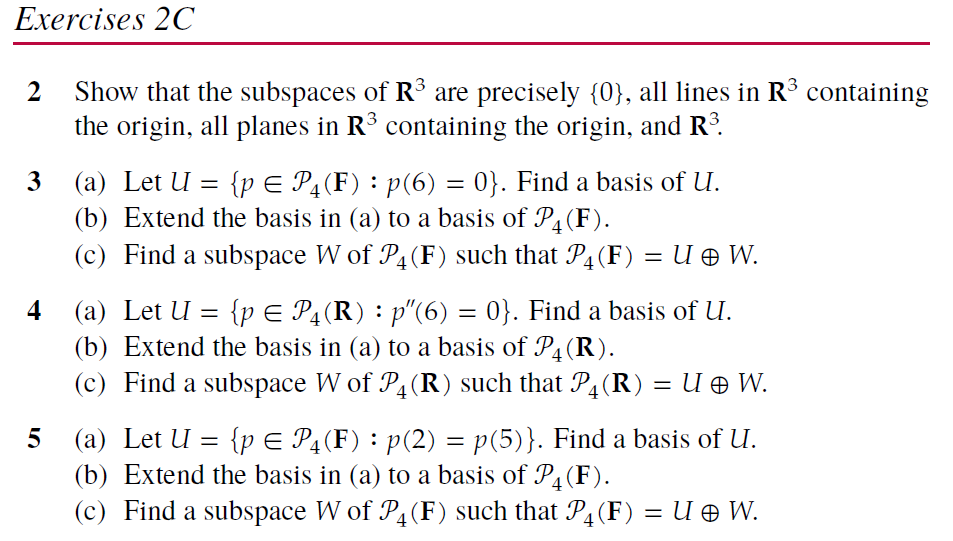 Exercises 2C
2 Show that the subspaces of R³ are precisely {0}, all lines in R³ containing
the origin, all planes in R³ containing the origin, and R³.
3 (a) Let U = {p ∈ 𝒫₄(F) : p(6) = 0}. Find a basis of U.
(b) Extend the basis in (a) to a basis of 𝒫₄(F).
(c) Find a subspace W of 𝒫₄(F) such that 𝒫₄(F) = U ⊕ W.
4 (a) Let U = {p ∈ 𝒫₄(R) : p″(6) = 0}. Find a basis of U.
(b) Extend the basis in (a) to a basis of 𝒫₄(R).
(c) Find a subspace W of 𝒫₄(R) such that 𝒫₄(R) = U ⊕ W.
5 (a) Let U = {p ∈ 𝒫₄(F) : p(2) = p(5)}. Find a basis of U.
(b) Extend the basis in (a) to a basis of 𝒫₄(F).
(c) Find a subspace W of 𝒫₄(F) such that 𝒫₄(F) = U ⊕ W.